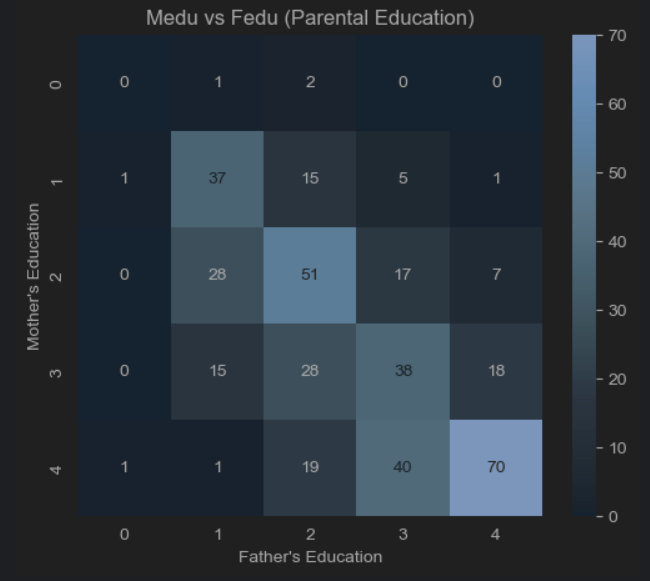 Medu vs Fedu (Parental Education)
70
60
50
40
30
20
10
0
Mother's Education
0 0 1 2 0 0
1 1 37 15 5 1
2 0 28 51 17 7
3 0 15 28 38 18
4 1 1 19 40 70
0 1 2 3 4
Father's Education